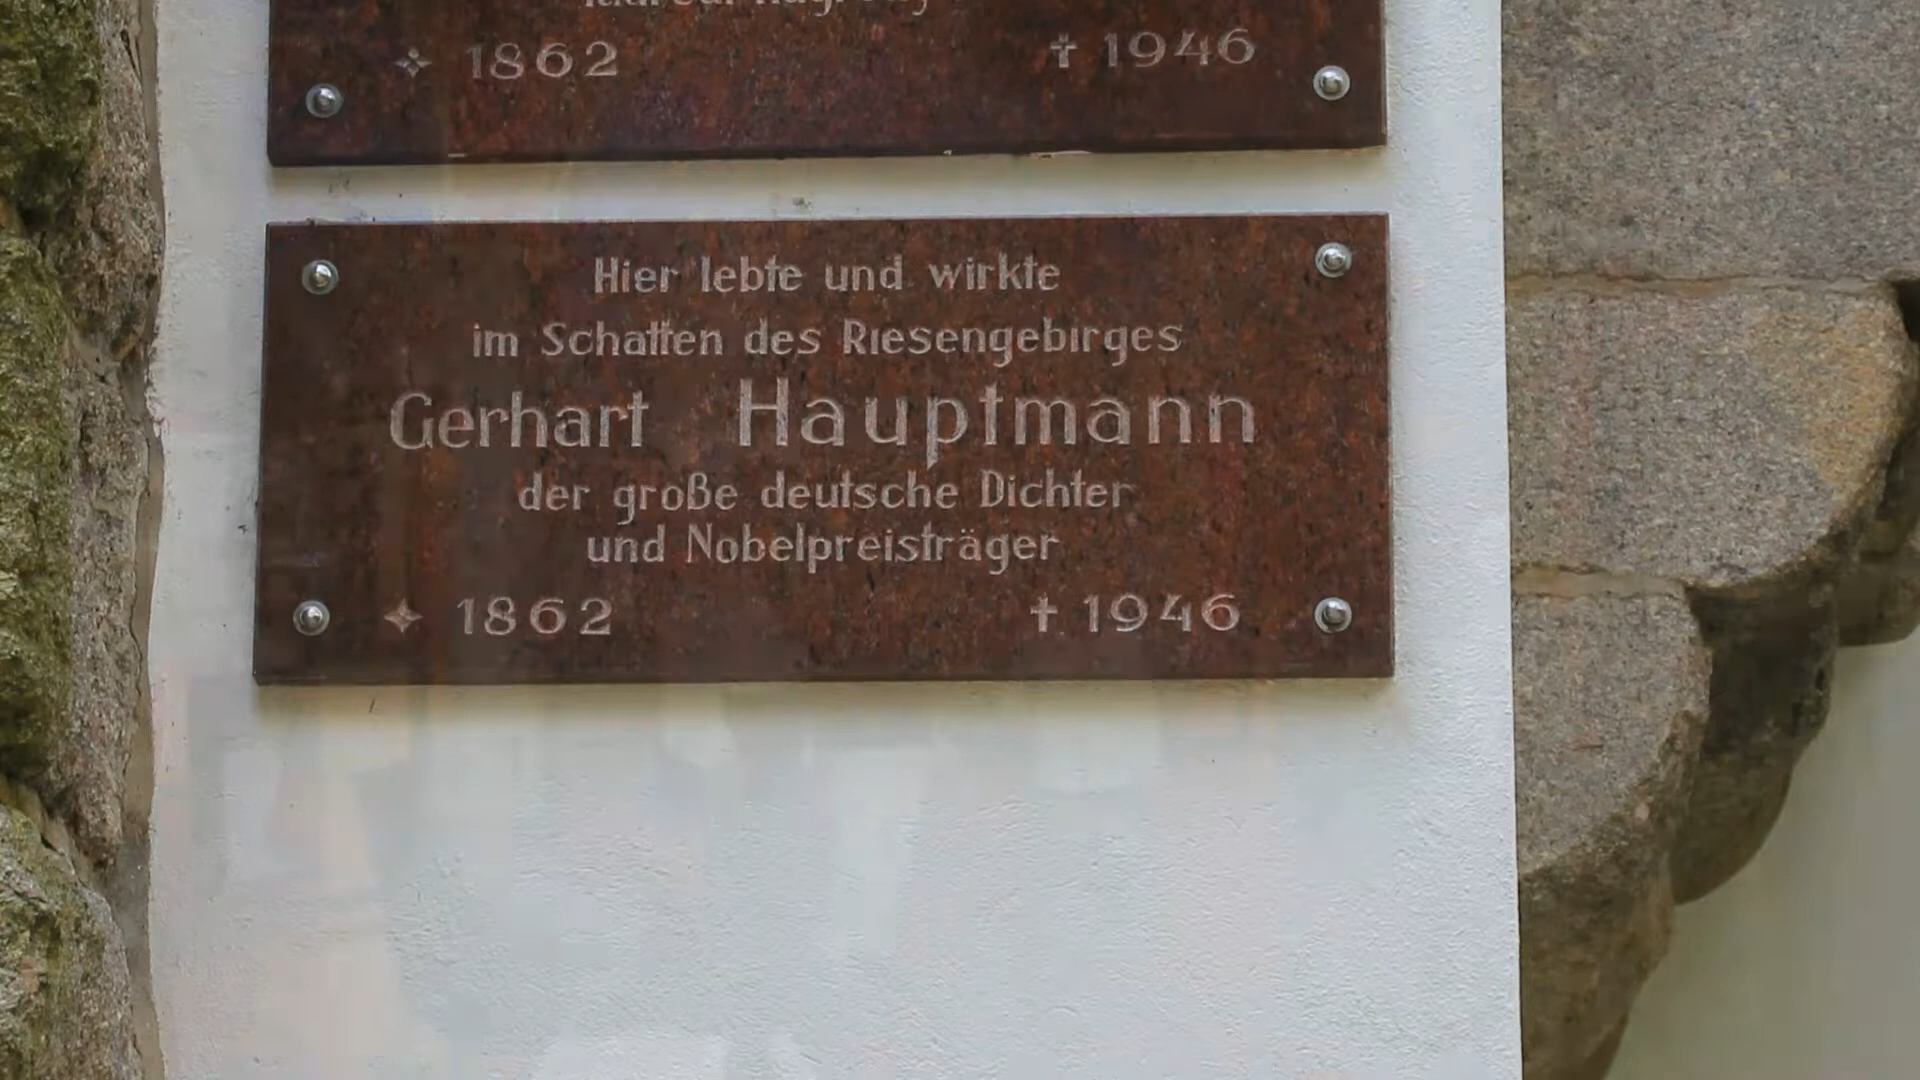 ✧ 1862 † 1946
Hier lebte und wirkte
im Schatten des Riesengebirges
Gerhart Hauptmann
der große deutsche Dichter
und Nobelpreisträger
✧ 1862 † 1946